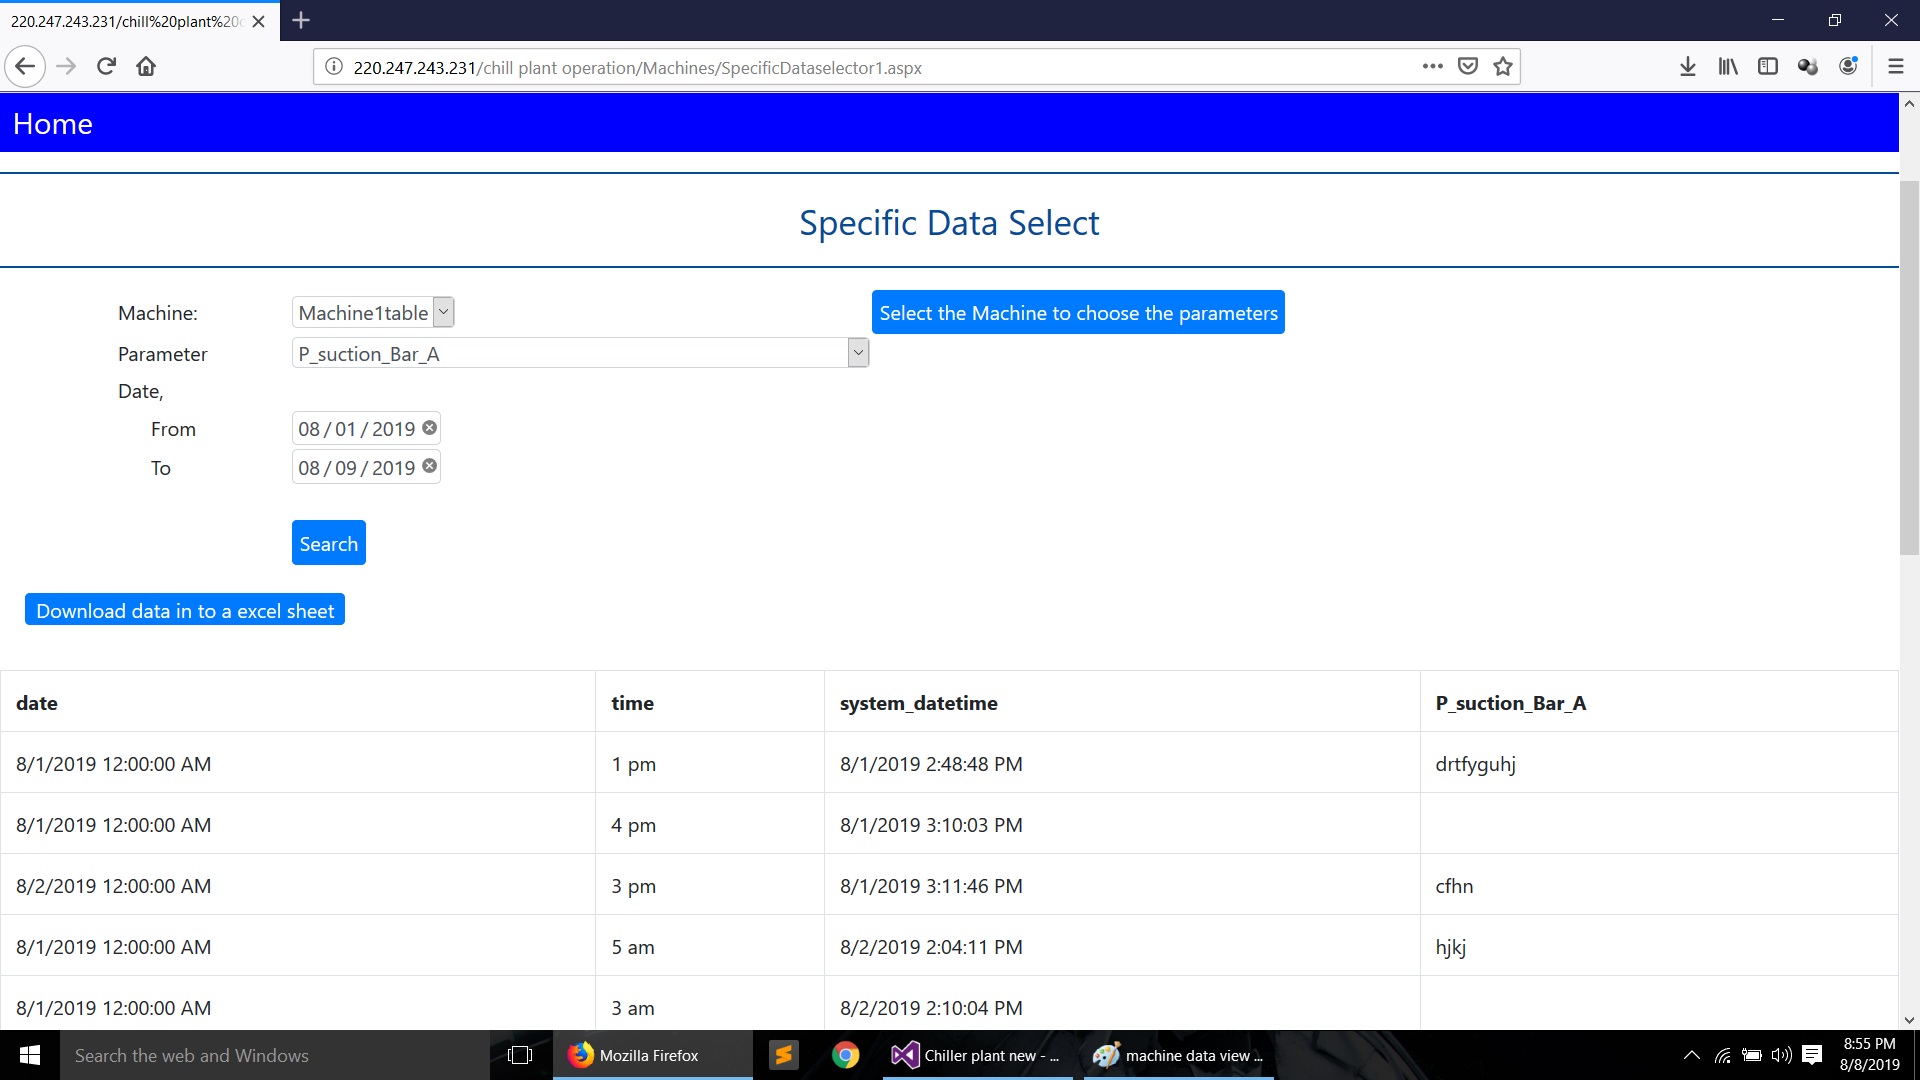 220.247.243.231/chill%20plant%20
220.247.243.231/chill plant operation/Machines/SpecificDataselector1.aspx
Home
Specific Data Select
Machine: Machine1table Select the Machine to choose the parameters
Parameter P_suction_Bar_A
Date,
From 08 / 01 / 2019
To 08 / 09 / 2019
Search
Download data in to a excel sheet
date time system_datetime P_suction_Bar_A
8/1/2019 12:00:00 AM 1 pm 8/1/2019 2:48:48 PM drtfyguhj
8/1/2019 12:00:00 AM 4 pm 8/1/2019 3:10:03 PM
8/2/2019 12:00:00 AM 3 pm 8/1/2019 3:11:46 PM cfhn
8/1/2019 12:00:00 AM 5 am 8/2/2019 2:04:11 PM hjkj
8/1/2019 12:00:00 AM 3 am 8/2/2019 2:10:04 PM
Search the web and Windows Mozilla Firefox Chiller plant new - ... machine data view ... 8:55 PM
8/8/2019